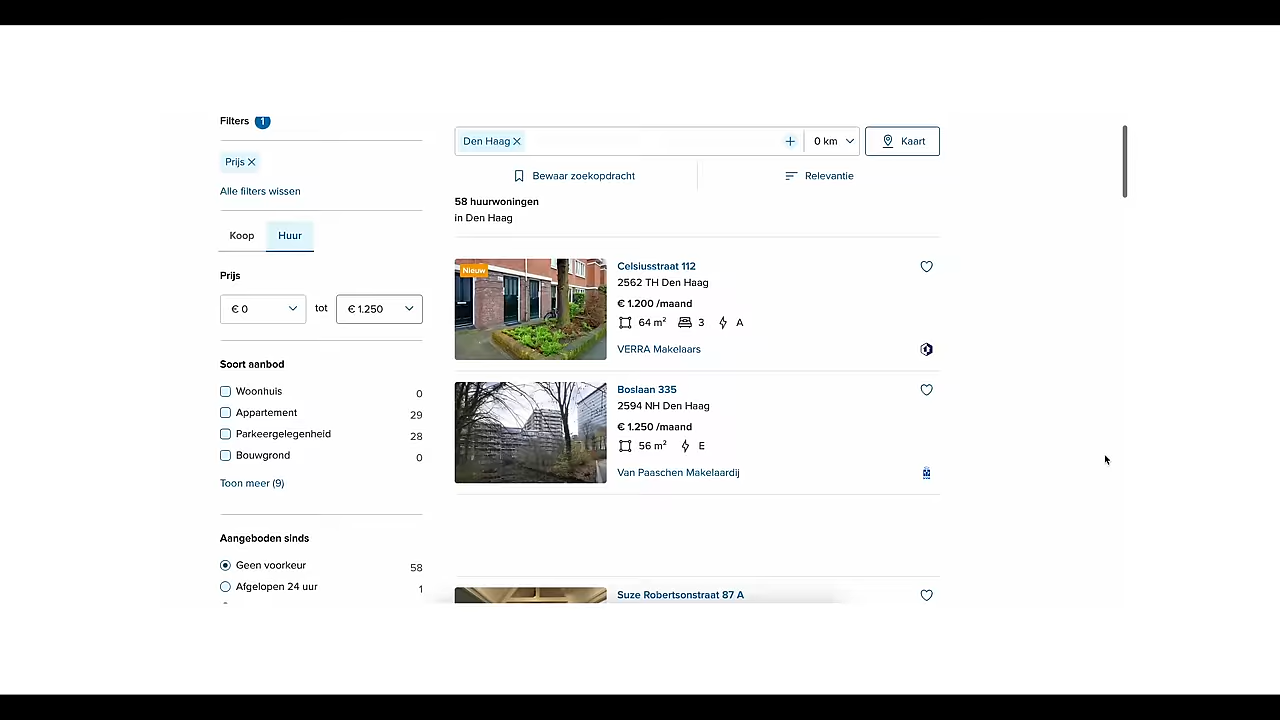 Filters 1
Prijs
Alle filters wissen
Koop Huur
Prijs
€ 0 tot € 1.250
Soort aanbod
Woonhuis 0
Appartement 29
Parkeergelegenheid 28
Bouwgrond 0
Toon meer (9)
Aangeboden sinds
Geen voorkeur 58
Afgelopen 24 uur 1
Den Haag 0 km Kaart
Bewaar zoekopdracht Relevantie
58 huurwoningen
in Den Haag
Nieuw
Celsiusstraat 112
2562 TH Den Haag
€ 1.200 /maand
64 m² 3 A
VERRA Makelaars
Boslaan 335
2594 NH Den Haag
€ 1.250 /maand
56 m² E
Van Paaschen Makelaardij
Suze Robertsonstraat 87 A